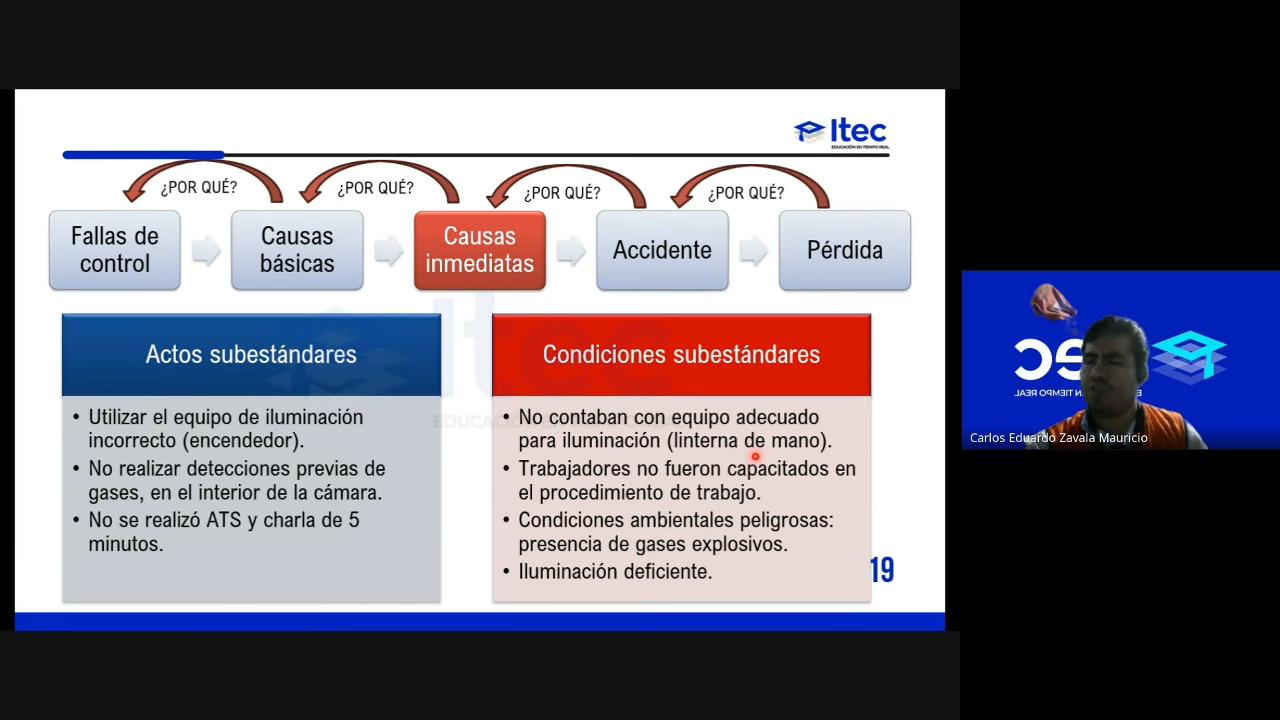 Itec
EDUCACIÓN EN TIEMPO REAL
¿POR QUÉ?
¿POR QUÉ?
¿POR QUÉ?
¿POR QUÉ?
Fallas de
control
Causas
básicas
Causas
inmediatas
Accidente
Pérdida
Actos subestándares
• Utilizar el equipo de iluminación
incorrecto (encendedor).
• No realizar detecciones previas de
gases, en el interior de la cámara.
• No se realizó ATS y charla de 5
minutos.
Condiciones subestándares
• No contaban con equipo adecuado
para iluminación (linterna de mano).
• Trabajadores no fueron capacitados en
el procedimiento de trabajo.
• Condiciones ambientales peligrosas:
presencia de gases explosivos.
• Iluminación deficiente.
19
Carlos Eduardo Zavala Mauricio